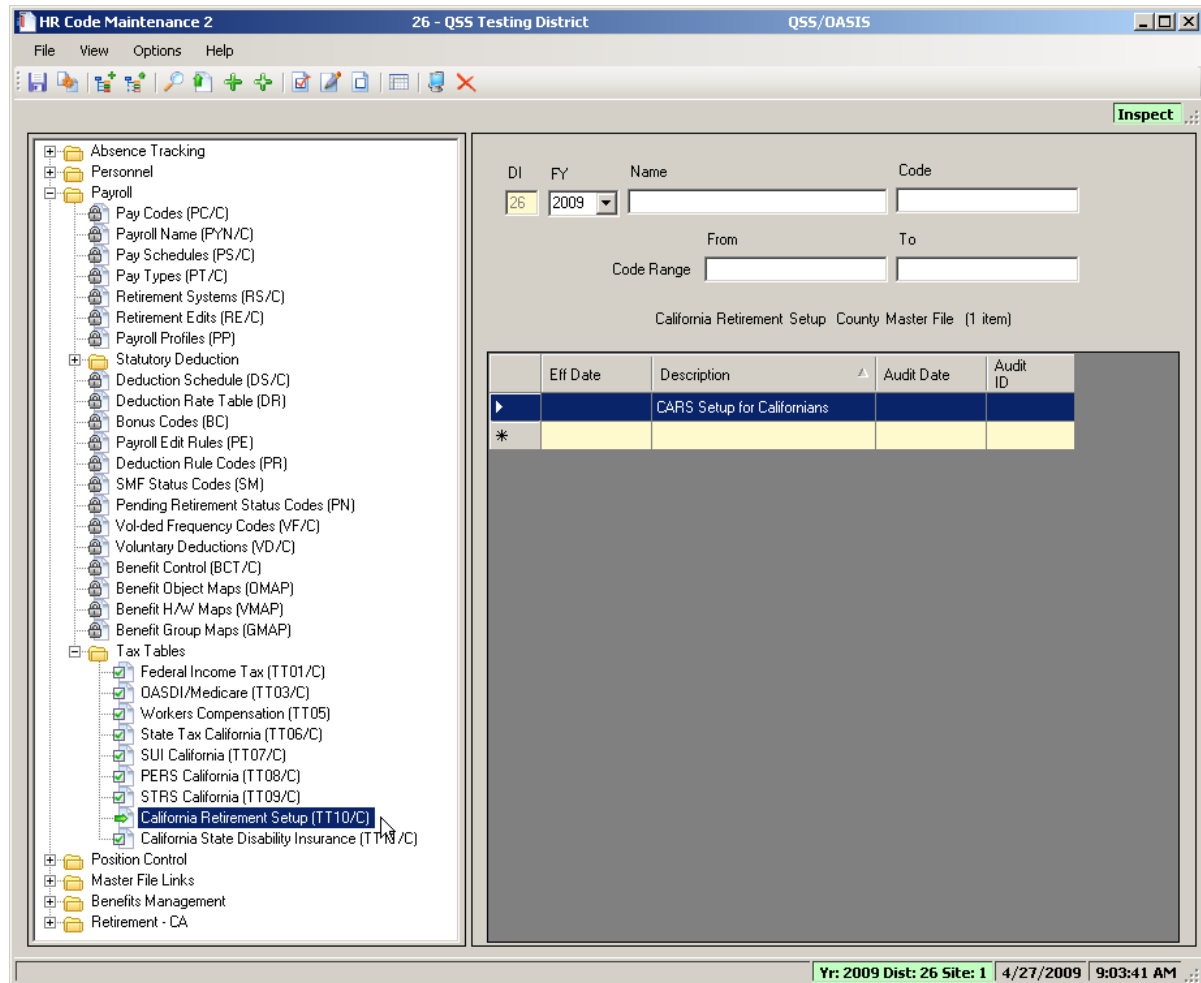 HR Code Maintenance 2 26 - QSS Testing District QSS/OASIS
File View Options Help
Inspect
Absence Tracking
Personnel
Payroll
Pay Codes (PC/C)
Payroll Name (PYN/C)
Pay Schedules (PS/C)
Pay Types (PT/C)
Retirement Systems (RS/C)
Retirement Edits (RE/C)
Payroll Profiles (PP)
Statutory Deduction
Deduction Schedule (DS/C)
Deduction Rate Table (DR)
Bonus Codes (BC)
Payroll Edit Rules (PE)
Deduction Rule Codes (PR)
SMF Status Codes (SM)
Pending Retirement Status Codes (PN)
Vol-ded Frequency Codes (VF/C)
Voluntary Deductions (VD/C)
Benefit Control (BCT/C)
Benefit Object Maps (OMAP)
Benefit H/W Maps (VMAP)
Benefit Group Maps (GMAP)
Tax Tables
Federal Income Tax (TT01/C)
OASDI/Medicare (TT03/C)
Workers Compensation (TT05)
State Tax California (TT06/C)
SUI California (TT07/C)
PERS California (TT08/C)
STRS California (TT09/C)
California Retirement Setup (TT10/C)
California State Disability Insurance (TT11/C)
Position Control
Master File Links
Benefits Management
Retirement - CA
DI FY Name Code
26 2009
From To
Code Range
California Retirement Setup County Master File (1 item)
Eff Date Description Audit Date Audit ID
CARS Setup for Californians
Yr: 2009 Dist: 26 Site: 1 4/27/2009 9:03:41 AM